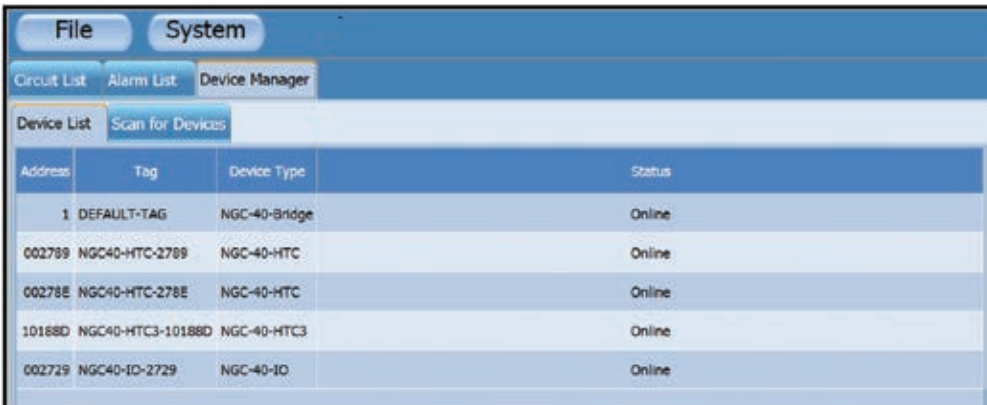 File System
Circuit List Alarm List Device Manager
Device List Scan for Devices
Address Tag Device Type Status
1 DEFAULT-TAG NGC-40-Bridge Online
002789 NGC40-HTC-2789 NGC-40-HTC Online
00278E NGC40-HTC-278E NGC-40-HTC Online
10188D NGC40-HTC3-10188D NGC-40-HTC3 Online
002729 NGC40-IO-2729 NGC-40-IO Online